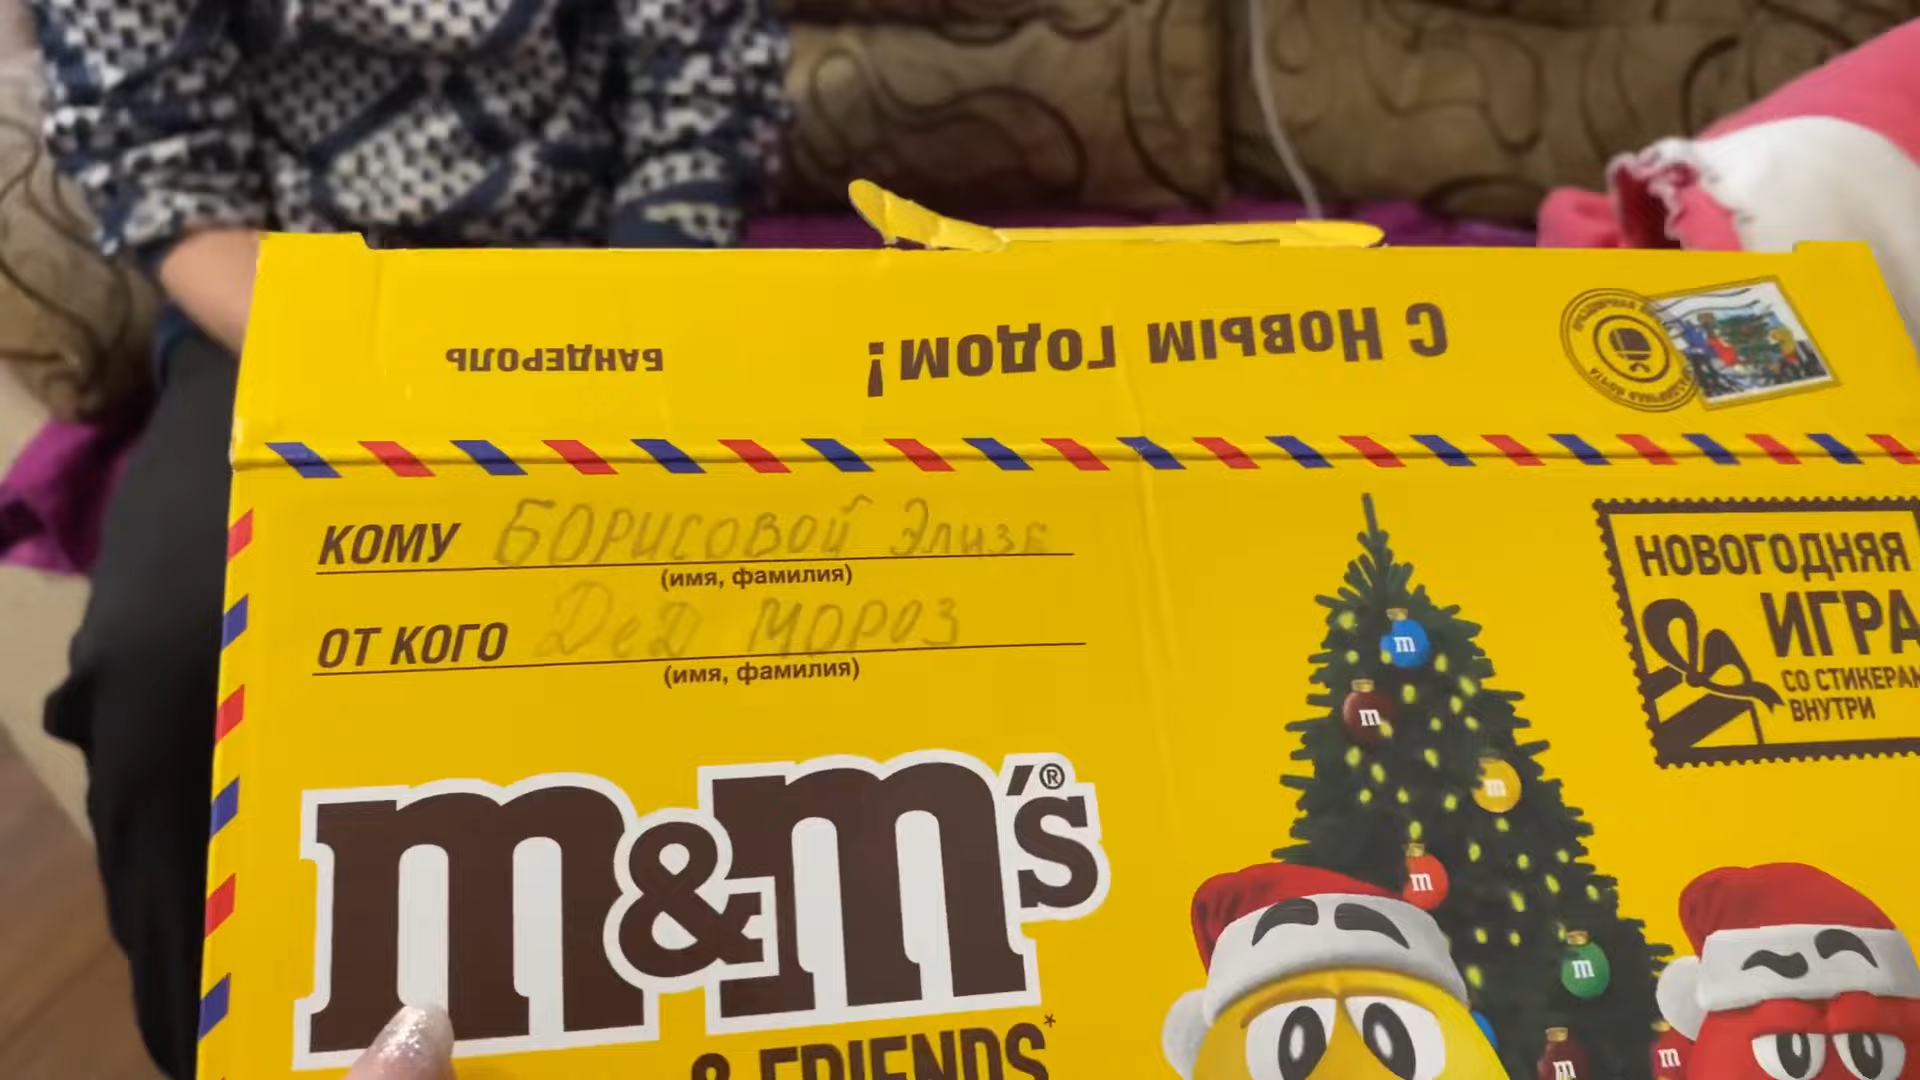 БАНДЕРОЛЬ
С НОВЫМ ГОДОМ!
КОМУ БОРИСОВОЙ Элизе
(имя, фамилия)
ОТ КОГО Дед МОРОЗ
(имя, фамилия)
НОВОГОДНЯЯ
ИГРА
СО СТИКЕРАМ
ВНУТРИ
m&m's®
& FRIENDS*
m
m
m
m
m
m
m